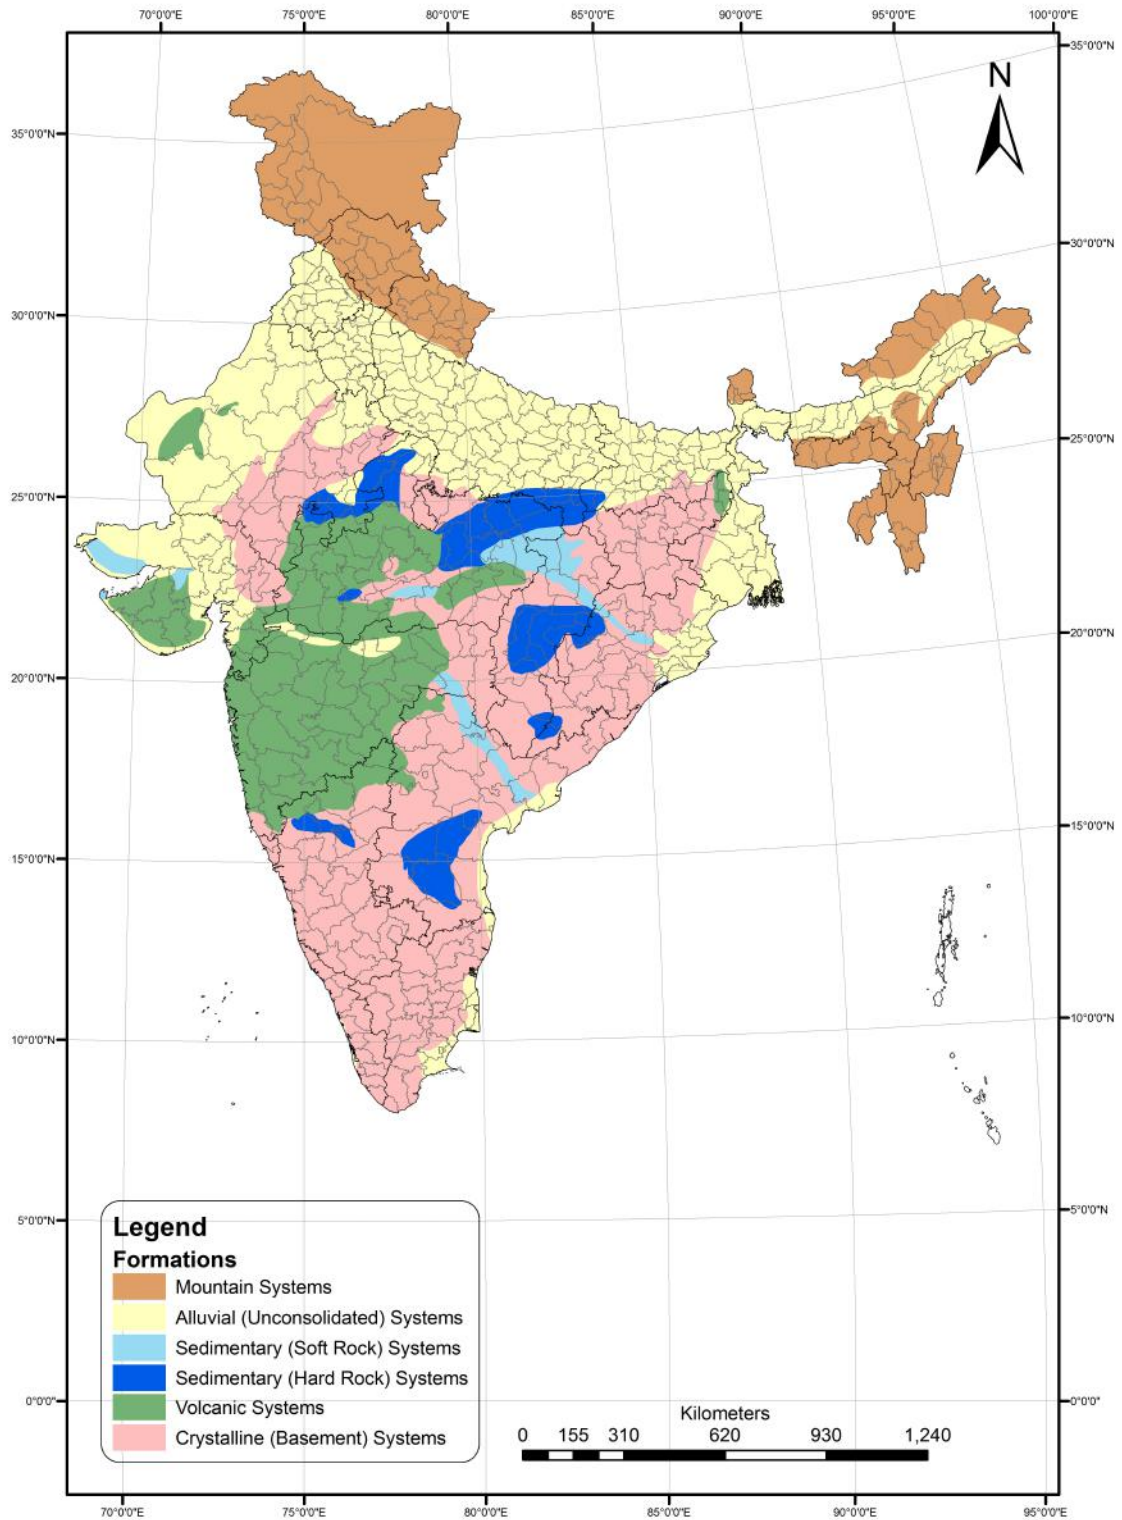 70°0'0"E 75°0'0"E 80°0'0"E 85°0'0"E 90°0'0"E 95°0'0"E 100°0'0"E
35°0'0"N
N
35°0'0"N
30°0'0"N
30°0'0"N
25°0'0"N
25°0'0"N
20°0'0"N
20°0'0"N
15°0'0"N
15°0'0"N
10°0'0"N
10°0'0"N
5°0'0"N
5°0'0"N
Legend
Formations
Mountain Systems
Alluvial (Unconsolidated) Systems
Sedimentary (Soft Rock) Systems
Sedimentary (Hard Rock) Systems
Volcanic Systems
Crystalline (Basement) Systems
0°0'0"
0°0'0"
Kilometers
0 155 310 620 930 1,240
70°0'0"E 75°0'0"E 80°0'0"E 85°0'0"E 90°0'0"E 95°0'0"E